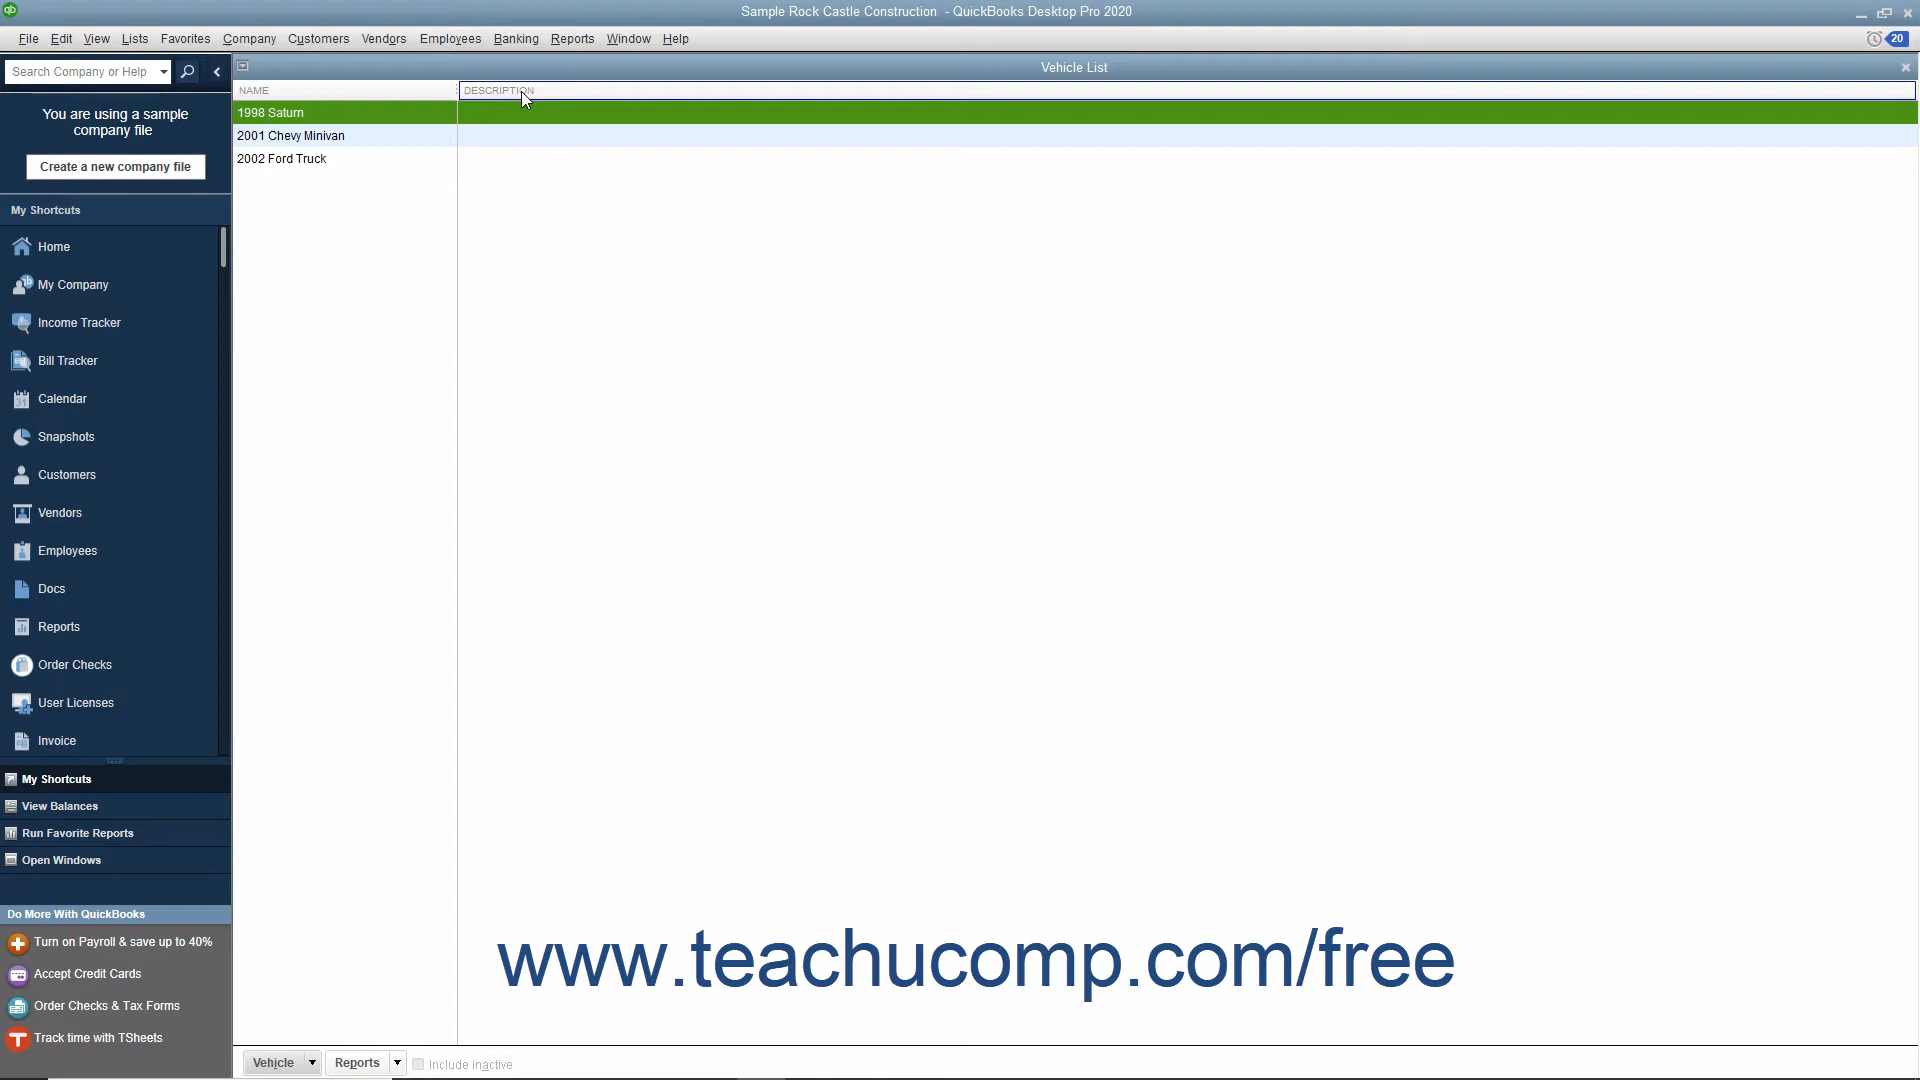 Sample Rock Castle Construction - QuickBooks Desktop Pro 2020
File Edit View Lists Favorites Company Customers Vendors Employees Banking Reports Window Help
20
Search Company or Help
Vehicle List
NAME
DESCRIPTION
You are using a sample
company file
Create a new company file
1998 Saturn
2001 Chevy Minivan
2002 Ford Truck
My Shortcuts
Home
My Company
Income Tracker
Bill Tracker
31
Calendar
Snapshots
Customers
Vendors
Employees
Docs
Reports
Order Checks
User Licenses
Invoice
My Shortcuts
View Balances
Run Favorite Reports
Open Windows
Do More With QuickBooks
Turn on Payroll & save up to 40%
Accept Credit Cards
Order Checks & Tax Forms
Track time with TSheets
www.teachucomp.com/free
Vehicle
Reports
Include inactive